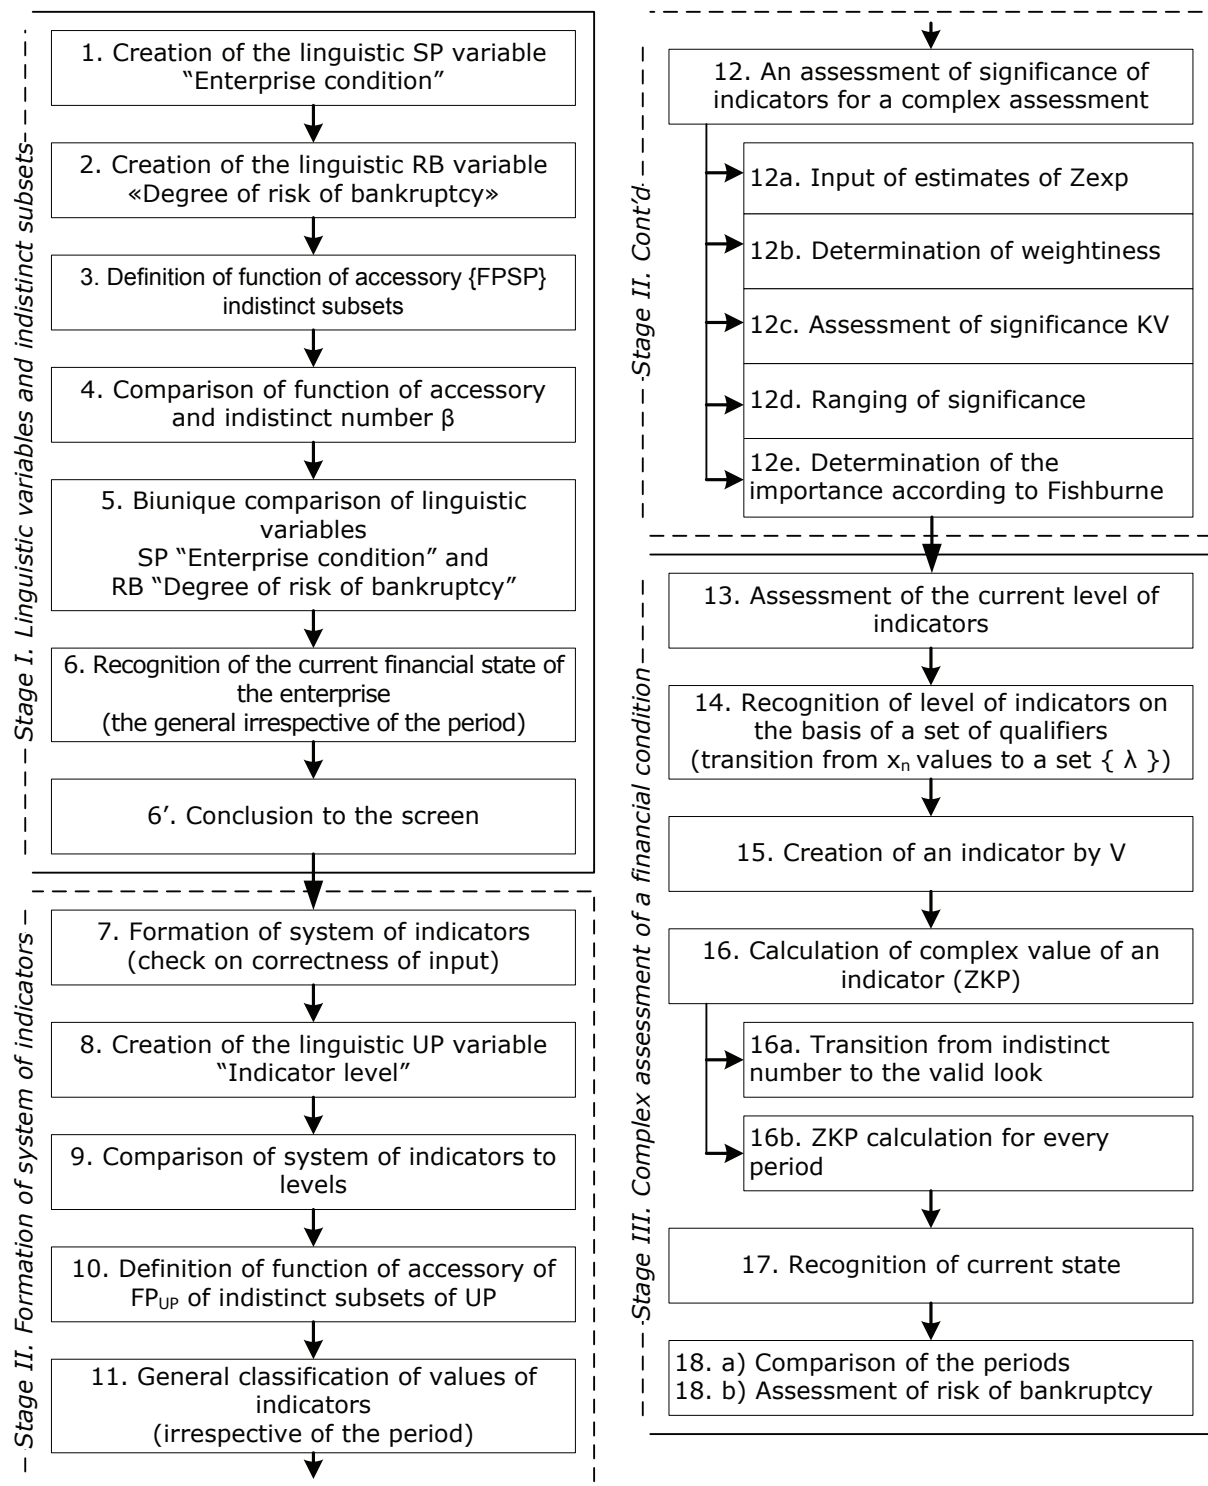 Stage I. Linguistic variables and indistinct subsets
1. Creation of the linguistic SP variable
“Enterprise condition”
2. Creation of the linguistic RB variable
«Degree of risk of bankruptcy»
3. Definition of function of accessory {FPSP}
indistinct subsets
4. Comparison of function of accessory
and indistinct number β
5. Biunique comparison of linguistic
variables
SP “Enterprise condition” and
RB “Degree of risk of bankruptcy”
6. Recognition of the current financial state of
the enterprise
(the general irrespective of the period)
6’. Conclusion to the screen
Stage II. Formation of system of indicators
7. Formation of system of indicators
(check on correctness of input)
8. Creation of the linguistic UP variable
“Indicator level”
9. Comparison of system of indicators to
levels
10. Definition of function of accessory of
FP_UP of indistinct subsets of UP
11. General classification of values of
indicators
(irrespective of the period)
Stage II. Cont’d
12. An assessment of significance of
indicators for a complex assessment
12a. Input of estimates of Zexp
12b. Determination of weightiness
12c. Assessment of significance KV
12d. Ranging of significance
12e. Determination of the
importance according to Fishburne
Stage III. Complex assessment of a financial condition
13. Assessment of the current level of
indicators
14. Recognition of level of indicators on
the basis of a set of qualifiers
(transition from x_n values to a set { λ })
15. Creation of an indicator by V
16. Calculation of complex value of an
indicator (ZKP)
16a. Transition from indistinct
number to the valid look
16b. ZKP calculation for every
period
17. Recognition of current state
18. a) Comparison of the periods
18. b) Assessment of risk of bankruptcy